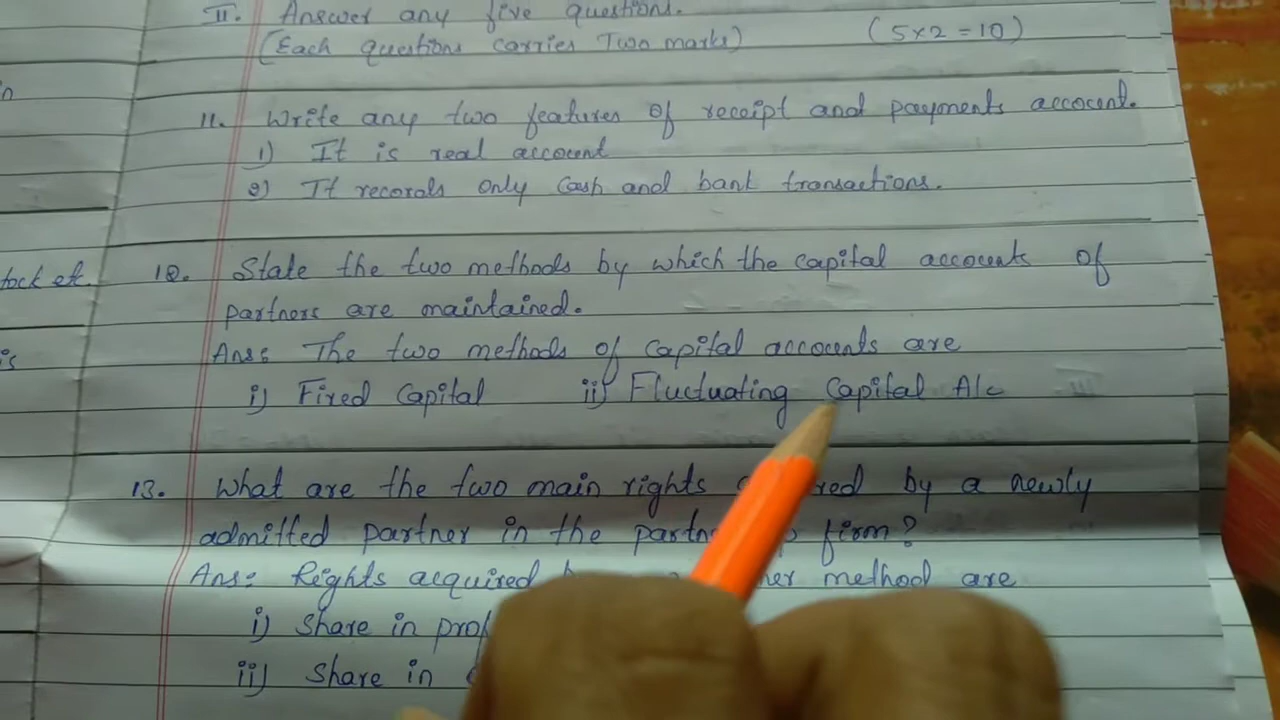 II. Answer any five questions.
(Each questions carries Two marks) (5×2=10)
11. Write any two features of receipt and payments account.
1) It is real account
2) It records only Cash and bank transactions.
tock et.
12. State the two methods by which the capital accounts of
partners are maintained.
Ans: The two methods of Capital accounts are
i) Fixed Capital ii) Fluctuating Capital A/c
13. What are the two main rights by a newly
admitted partner in the firm?
Ans: Rights acquired method are
i) Share in
ii) Share in